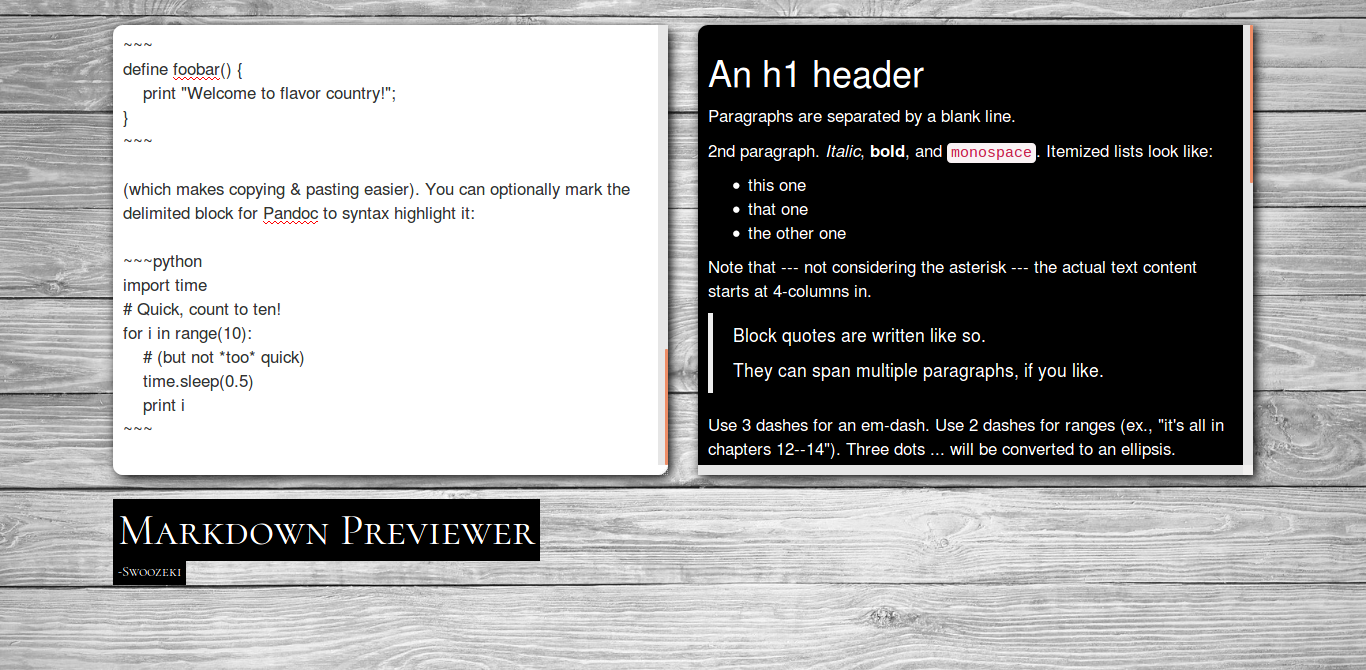 ~~~
define foobar() {
print "Welcome to flavor country!";
}
~~~
(which makes copying & pasting easier). You can optionally mark the
delimited block for Pandoc to syntax highlight it:
~~~python
import time
# Quick, count to ten!
for i in range(10):
# (but not *too* quick)
time.sleep(0.5)
print i
~~~
An h1 header
Paragraphs are separated by a blank line.
2nd paragraph. Italic, bold, and monospace. Itemized lists look like:
• this one
• that one
• the other one
Note that --- not considering the asterisk --- the actual text content
starts at 4-columns in.
Block quotes are written like so.
They can span multiple paragraphs, if you like.
Use 3 dashes for an em-dash. Use 2 dashes for ranges (ex., "it's all in
chapters 12--14"). Three dots ... will be converted to an ellipsis.
Markdown Previewer
-Swoozeki